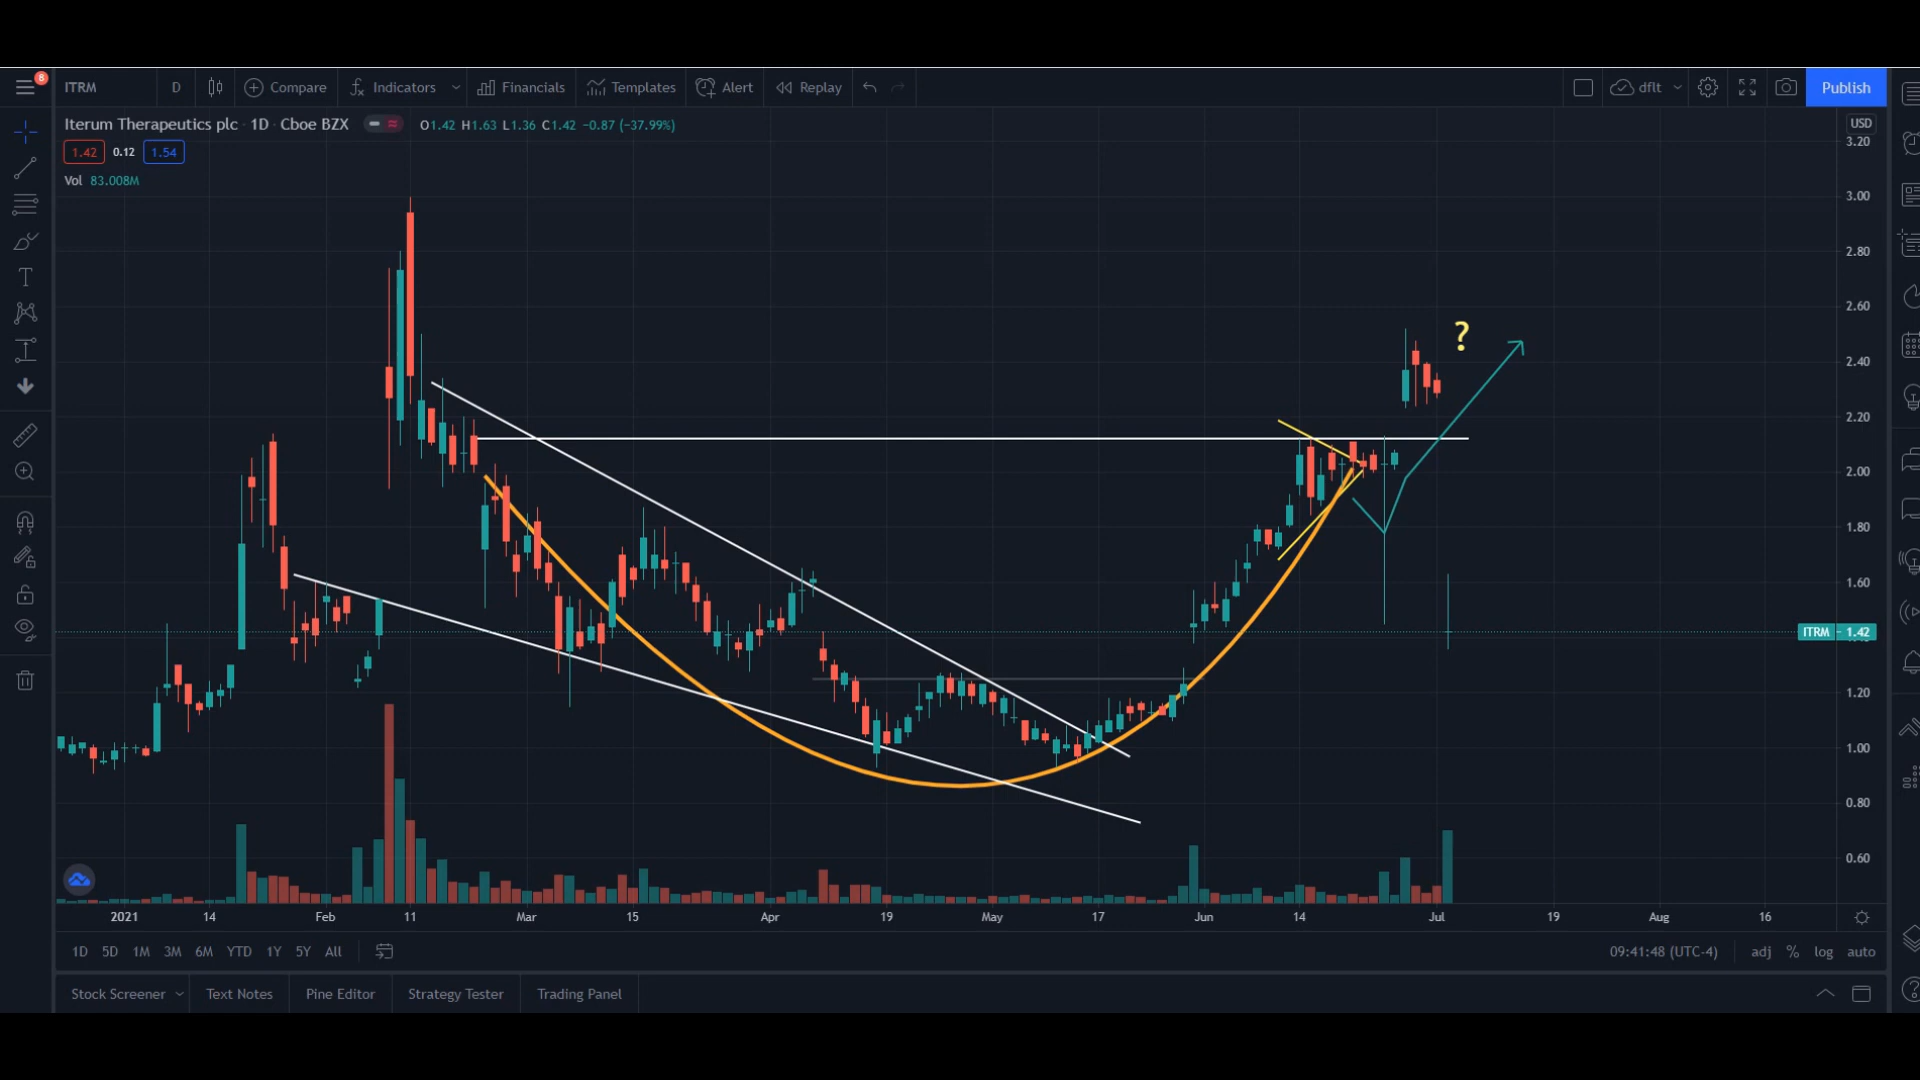 8
ITRM D Compare Indicators Financials Templates Alert Replay dflt Publish
Iterum Therapeutics plc · 1D · Cboe BZX O1.42 H1.63 L1.36 C1.42 −0.87 (−37.99%) USD
1.42 0.12 1.54
Vol 83.008M
3.20
3.00
2.80
2.60
?
2.40
2.20
2.00
1.80
1.60
ITRM 1.42
1.20
1.00
0.80
0.60
2021 14 Feb 11 Mar 15 Apr 19 May 17 Jun 14 Jul 19 Aug 16
1D 5D 1M 3M 6M YTD 1Y 5Y All 09:41:48 (UTC-4) adj % log auto
Stock Screener Text Notes Pine Editor Strategy Tester Trading Panel